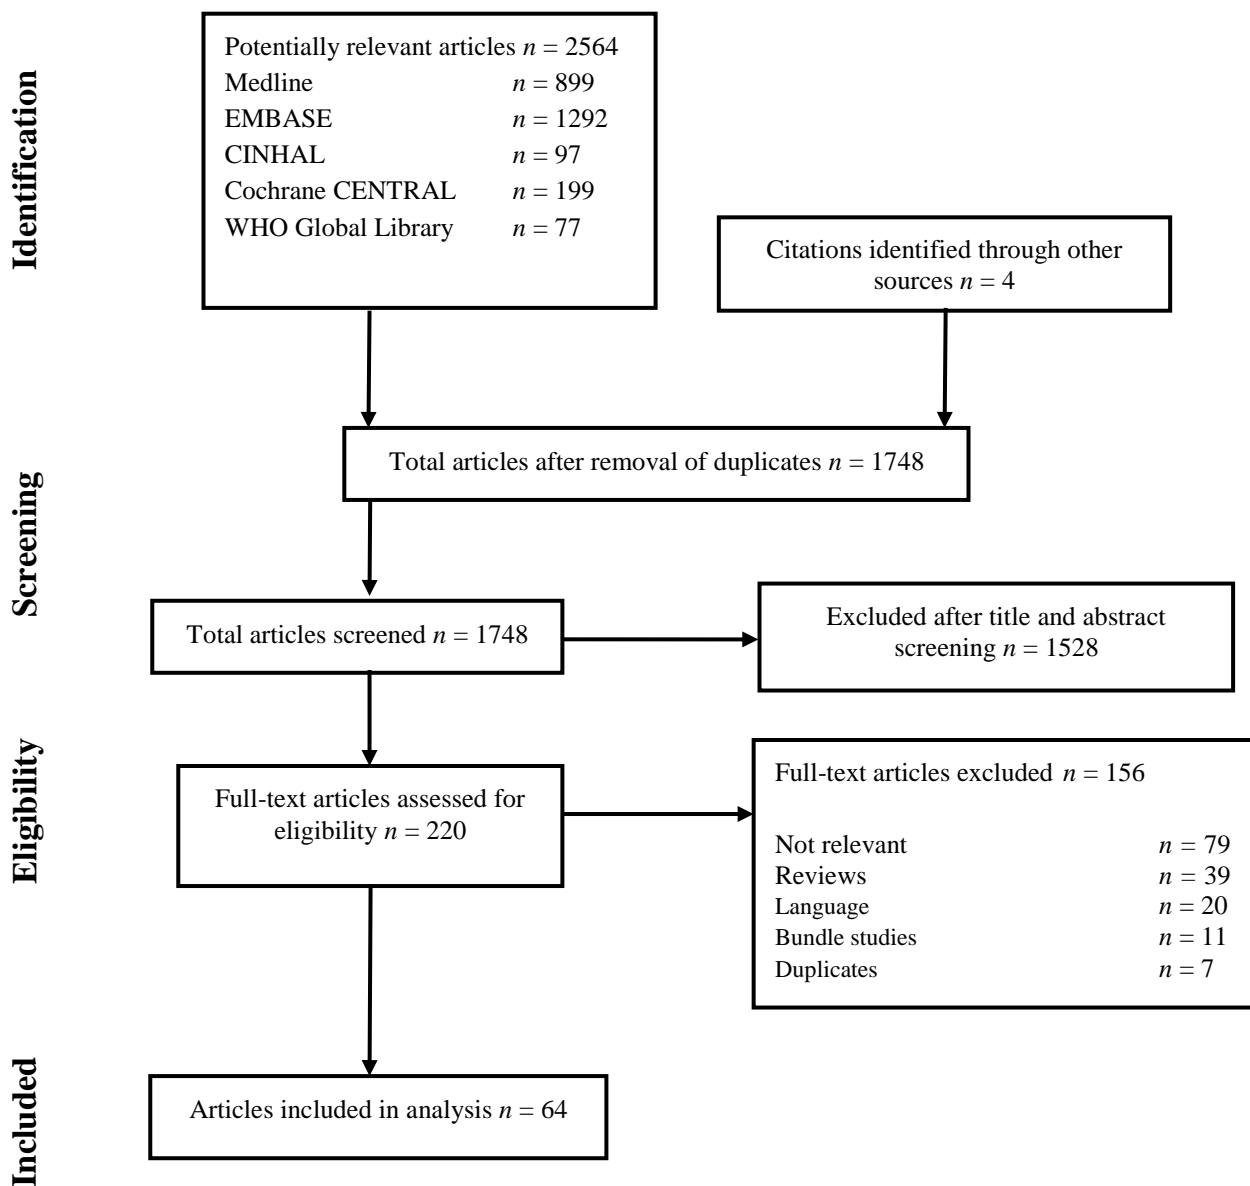 Identification
Potentially relevant articles n = 2564
Medline n = 899
EMBASE n = 1292
CINHAL n = 97
Cochrane CENTRAL n = 199
WHO Global Library n = 77
Citations identified through other
sources n = 4
Screening
Total articles after removal of duplicates n = 1748
Total articles screened n = 1748
Excluded after title and abstract
screening n = 1528
Eligibility
Full-text articles assessed for
eligibility n = 220
Full-text articles excluded n = 156
Not relevant n = 79
Reviews n = 39
Language n = 20
Bundle studies n = 11
Duplicates n = 7
Included
Articles included in analysis n = 64